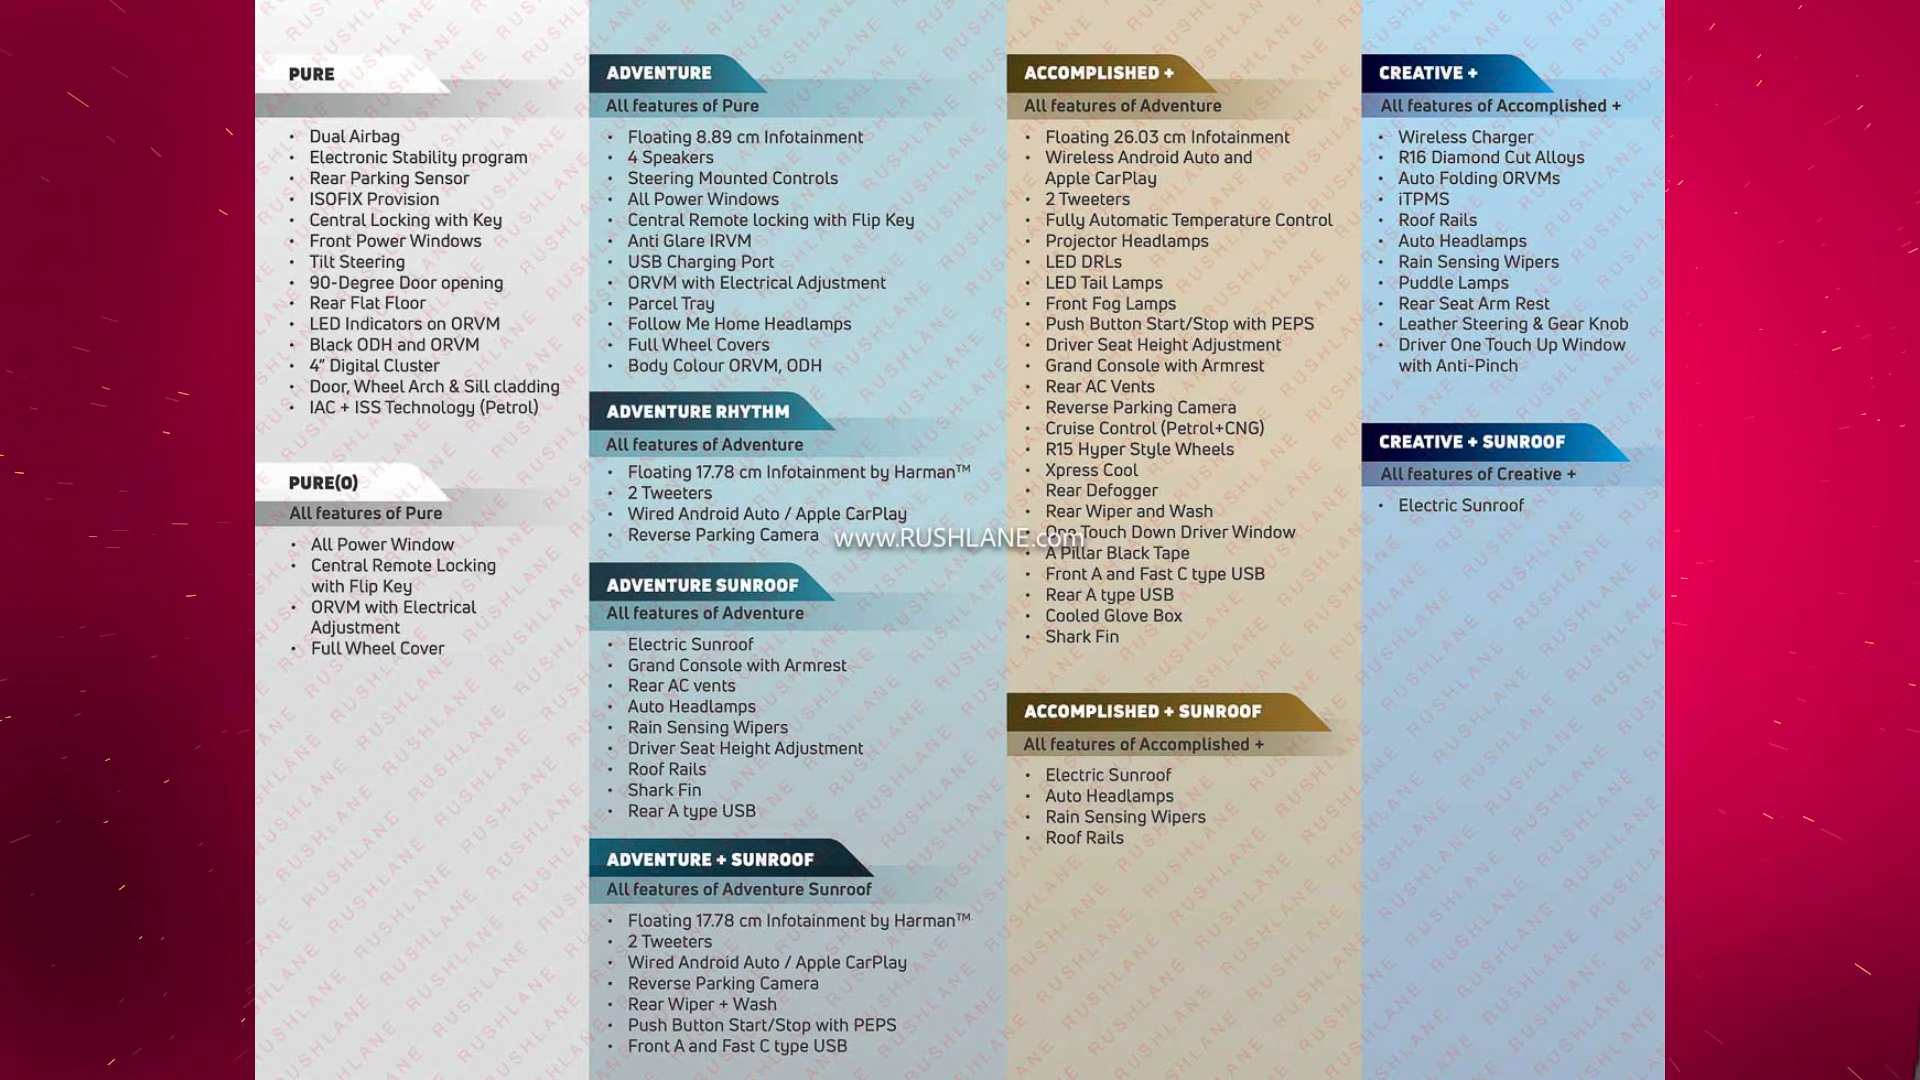 PURE
• Dual Airbag
• Electronic Stability program
• Rear Parking Sensor
• ISOFIX Provision
• Central Locking with Key
• Front Power Windows
• Tilt Steering
• 90-Degree Door opening
• Rear Flat Floor
• LED Indicators on ORVM
• Black ODH and ORVM
• 4” Digital Cluster
• Door, Wheel Arch & Sill cladding
• IAC + ISS Technology (Petrol)
PURE(O)
All features of Pure
• All Power Window
• Central Remote Locking
with Flip Key
• ORVM with Electrical
Adjustment
• Full Wheel Cover
ADVENTURE
All features of Pure
• Floating 8.89 cm Infotainment
• 4 Speakers
• Steering Mounted Controls
• All Power Windows
• Central Remote locking with Flip Key
• Anti Glare IRVM
• USB Charging Port
• ORVM with Electrical Adjustment
• Parcel Tray
• Follow Me Home Headlamps
• Full Wheel Covers
• Body Colour ORVM, ODH
ADVENTURE RHYTHM
All features of Adventure
• Floating 17.78 cm Infotainment by Harman™
• 2 Tweeters
• Wired Android Auto / Apple CarPlay
• Reverse Parking Camera
ADVENTURE SUNROOF
All features of Adventure
• Electric Sunroof
• Grand Console with Armrest
• Rear AC vents
• Auto Headlamps
• Rain Sensing Wipers
• Driver Seat Height Adjustment
• Roof Rails
• Shark Fin
• Rear A type USB
ADVENTURE + SUNROOF
All features of Adventure Sunroof
• Floating 17.78 cm Infotainment by Harman™
• 2 Tweeters
• Wired Android Auto / Apple CarPlay
• Reverse Parking Camera
• Rear Wiper + Wash
• Push Button Start/Stop with PEPS
• Front A and Fast C type USB
ACCOMPLISHED +
All features of Adventure
• Floating 26.03 cm Infotainment
• Wireless Android Auto and
Apple CarPlay
• 2 Tweeters
• Fully Automatic Temperature Control
• Projector Headlamps
• LED DRLs
• LED Tail Lamps
• Front Fog Lamps
• Push Button Start/Stop with PEPS
• Driver Seat Height Adjustment
• Grand Console with Armrest
• Rear AC Vents
• Reverse Parking Camera
• Cruise Control (Petrol+CNG)
• R15 Hyper Style Wheels
• Xpress Cool
• Rear Defogger
• Rear Wiper and Wash
• One Touch Down Driver Window
• A Pillar Black Tape
• Front A and Fast C type USB
• Rear A type USB
• Cooled Glove Box
• Shark Fin
ACCOMPLISHED + SUNROOF
All features of Accomplished +
• Electric Sunroof
• Auto Headlamps
• Rain Sensing Wipers
• Roof Rails
CREATIVE +
All features of Accomplished +
• Wireless Charger
• R16 Diamond Cut Alloys
• Auto Folding ORVMs
• iTPMS
• Roof Rails
• Auto Headlamps
• Rain Sensing Wipers
• Puddle Lamps
• Rear Seat Arm Rest
• Leather Steering & Gear Knob
• Driver One Touch Up Window
with Anti-Pinch
CREATIVE + SUNROOF
All features of Creative +
• Electric Sunroof
www.RUSHLANE.com